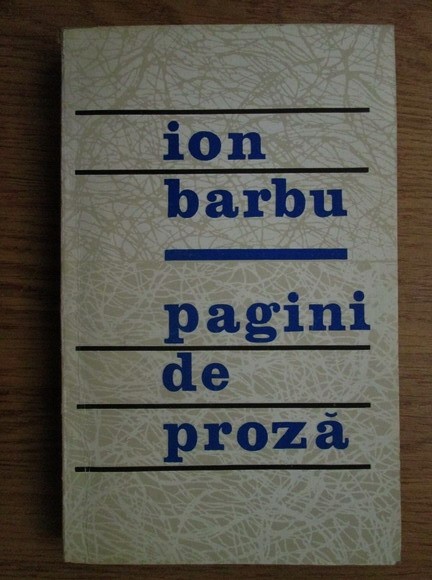 ion
barbu
pagini
de
proză